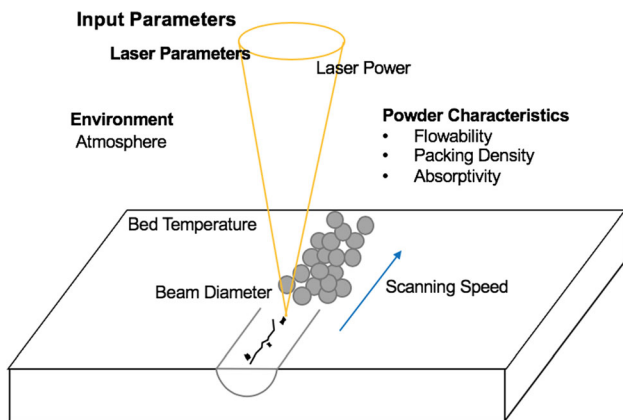 Input Parameters
Laser Parameters
Laser Power
Environment
Atmosphere
Powder Characteristics
• Flowability
• Packing Density
• Absorptivity
Bed Temperature
Beam Diameter
Scanning Speed